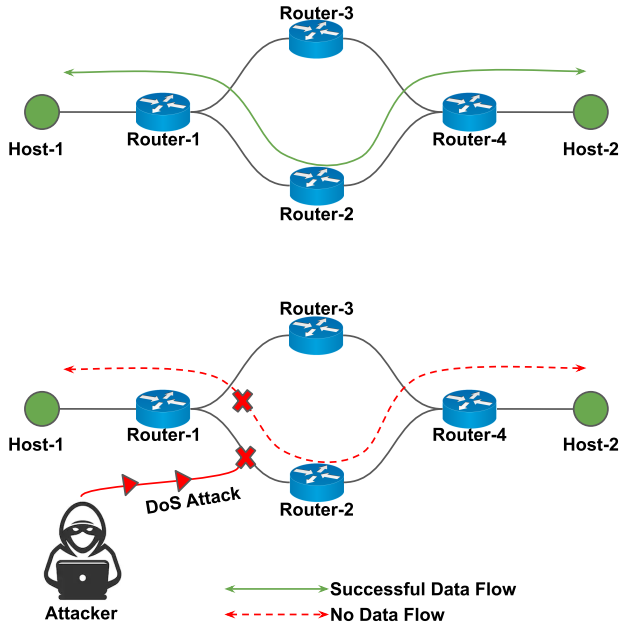 Router-3
Host-1
Router-1
Router-4
Host-2
Router-2
Router-3
Host-1
Router-1
Router-4
Host-2
DoS Attack
Router-2
Attacker
Successful Data Flow
No Data Flow